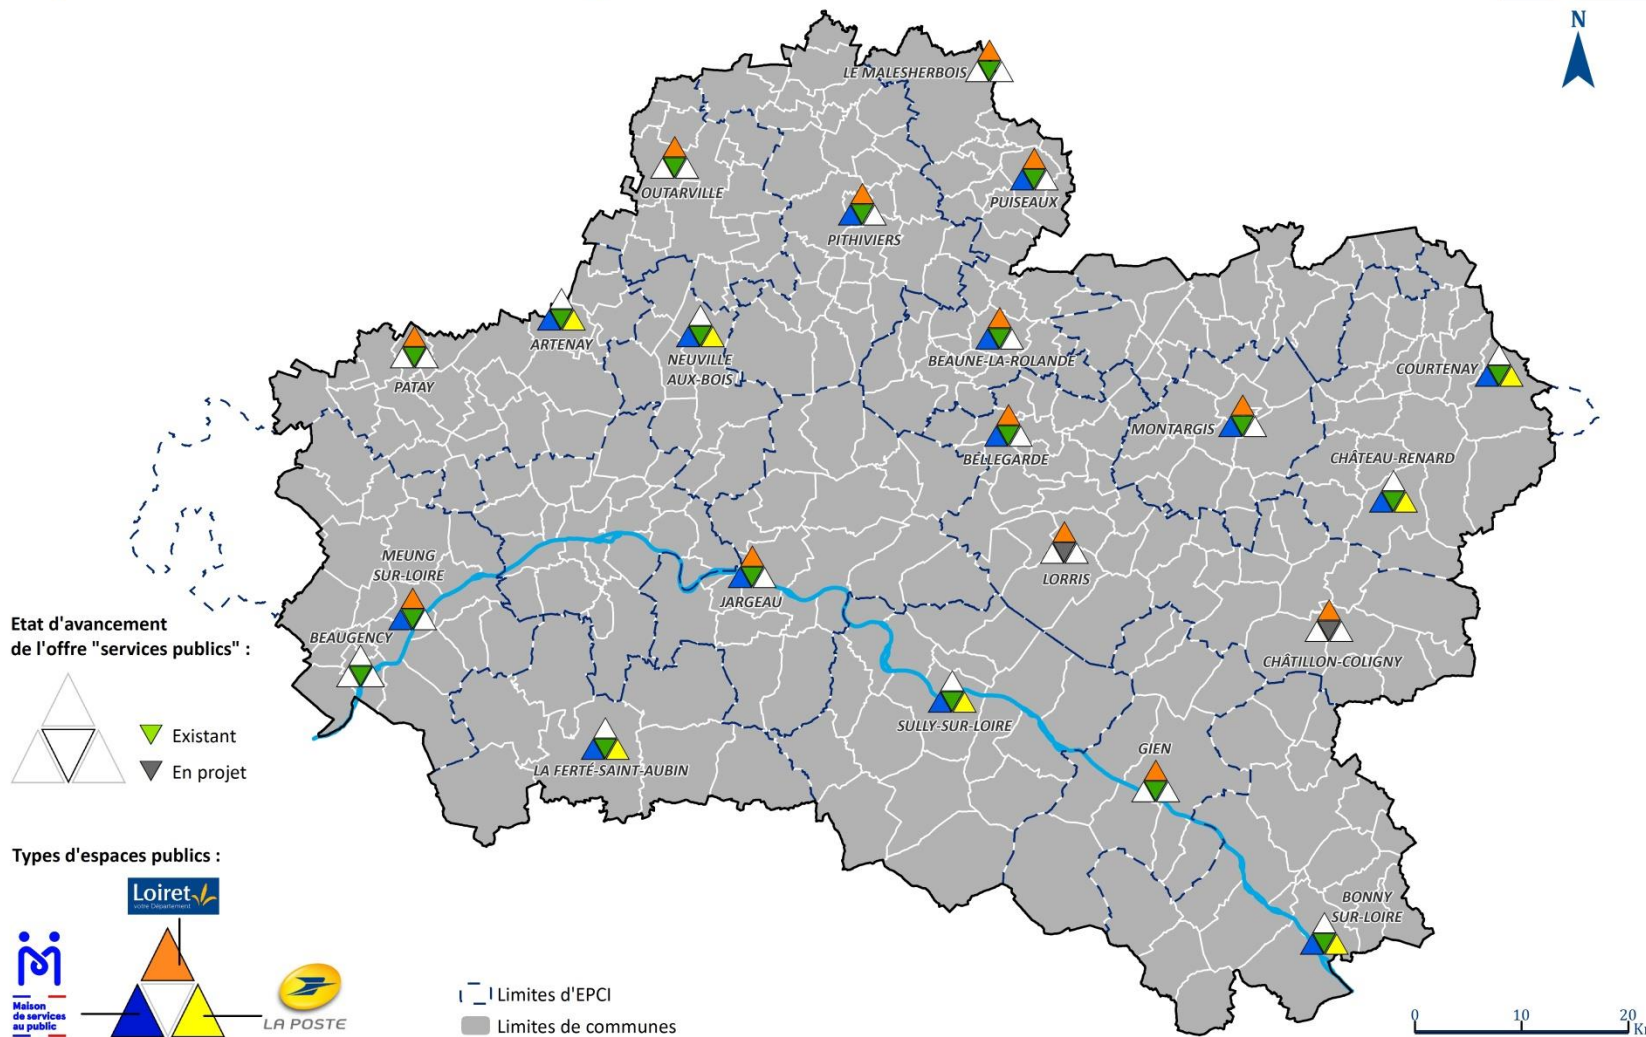 N
LE MALESHERBOIS
OUTARVILLE
PUISEAUX
PITHIVIERS
ARTENAY
NEUVILLE
AUX-BOIS
BEAUNE-LA-ROLANDE
PATAY
COURTENAY
MONTARGIS
BELLEGARDE
CHÂTEAU-RENARD
MEUNG
SUR-LOIRE
LORRIS
JARGEAU
BEAUGENCY
CHÂTILLON-COLIGNY
SULLY-SUR-LOIRE
GIEN
LA FERTÉ-SAINT-AUBIN
BONNY
SUR-LOIRE
Etat d'avancement
de l'offre "services publics" :
Existant
En projet
Types d'espaces publics :
Loiret
votre Département
Maison
de services
au public
LA POSTE
Limites d'EPCI
Limites de communes
0 10 20
Km